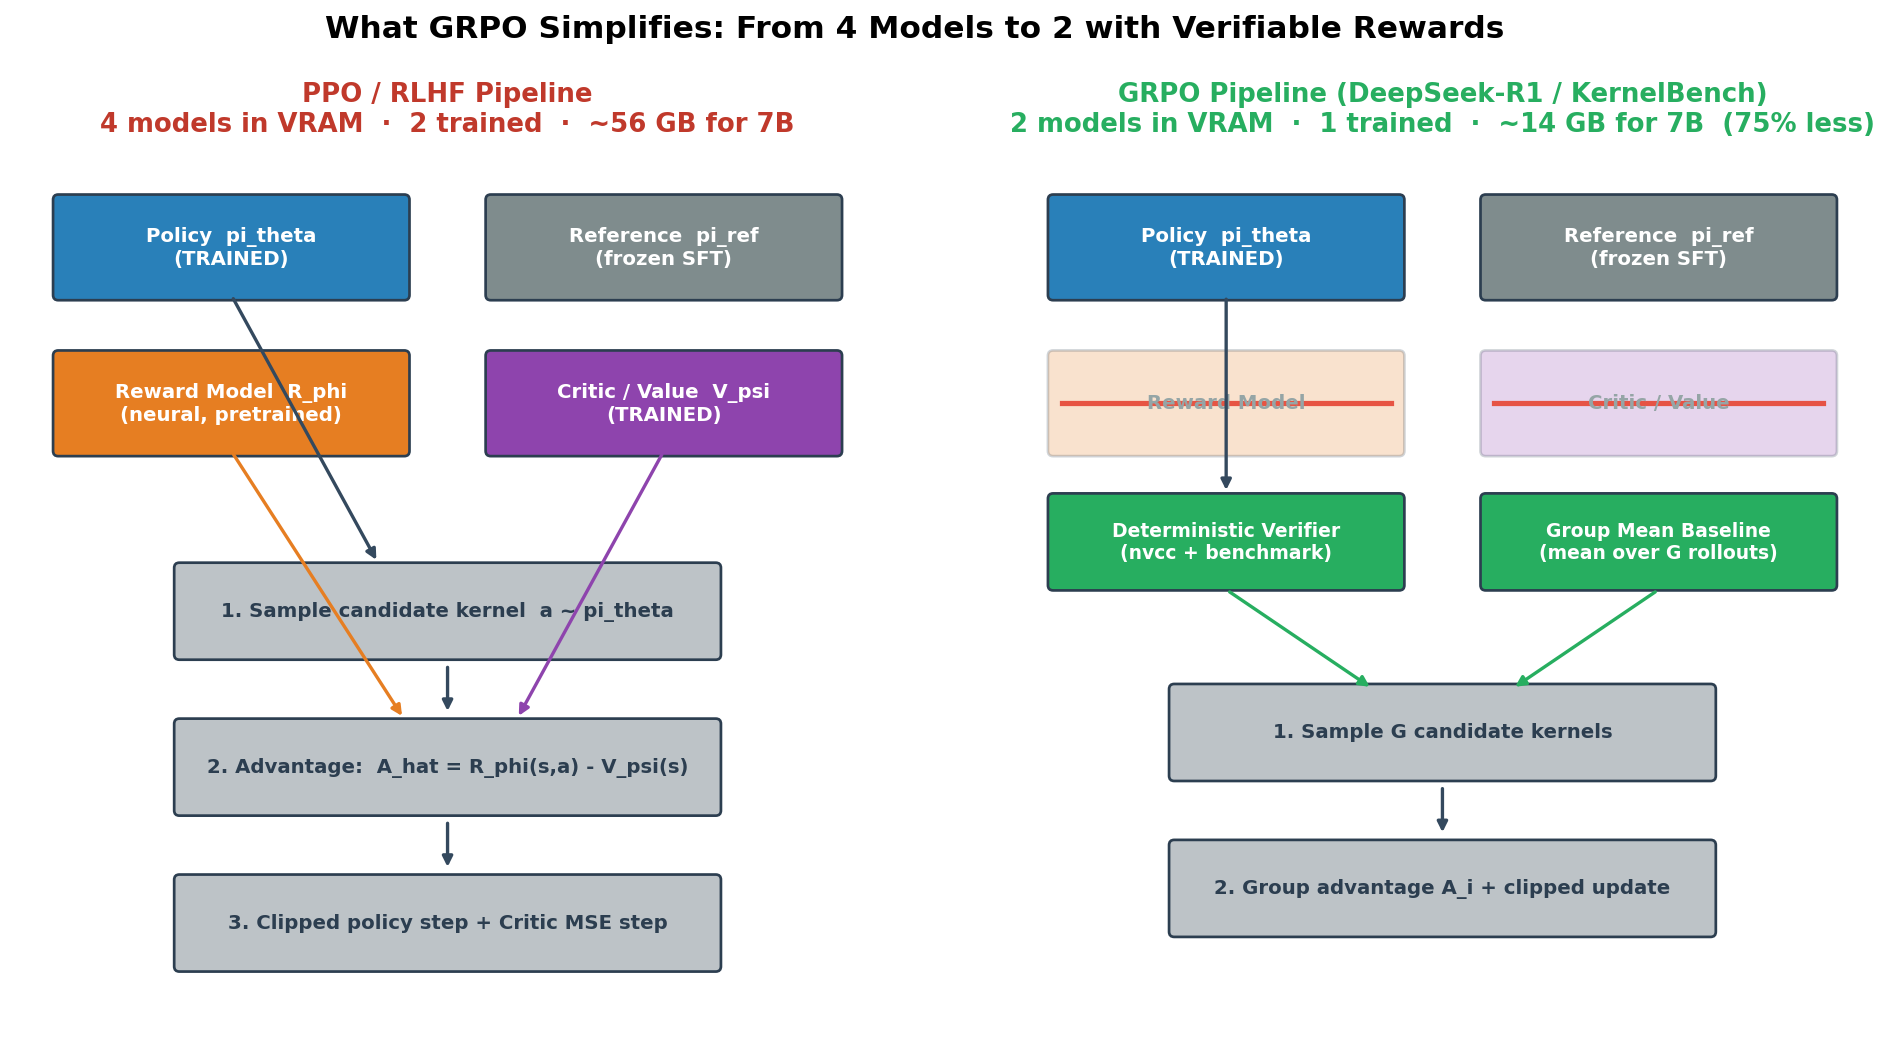 What GRPO Simplifies: From 4 Models to 2 with Verifiable Rewards
PPO / RLHF Pipeline
4 models in VRAM · 2 trained · ~56 GB for 7B
Policy pi_theta
(TRAINED)
Reference pi_ref
(frozen SFT)
Reward Model R_phi
(neural, pretrained)
Critic / Value V_psi
(TRAINED)
1. Sample candidate kernel a ~ pi_theta
2. Advantage: A_hat = R_phi(s,a) - V_psi(s)
3. Clipped policy step + Critic MSE step
GRPO Pipeline (DeepSeek-R1 / KernelBench)
2 models in VRAM · 1 trained · ~14 GB for 7B (75% less)
Policy pi_theta
(TRAINED)
Reference pi_ref
(frozen SFT)
Reward Model
Critic / Value
Deterministic Verifier
(nvcc + benchmark)
Group Mean Baseline
(mean over G rollouts)
1. Sample G candidate kernels
2. Group advantage A_i + clipped update